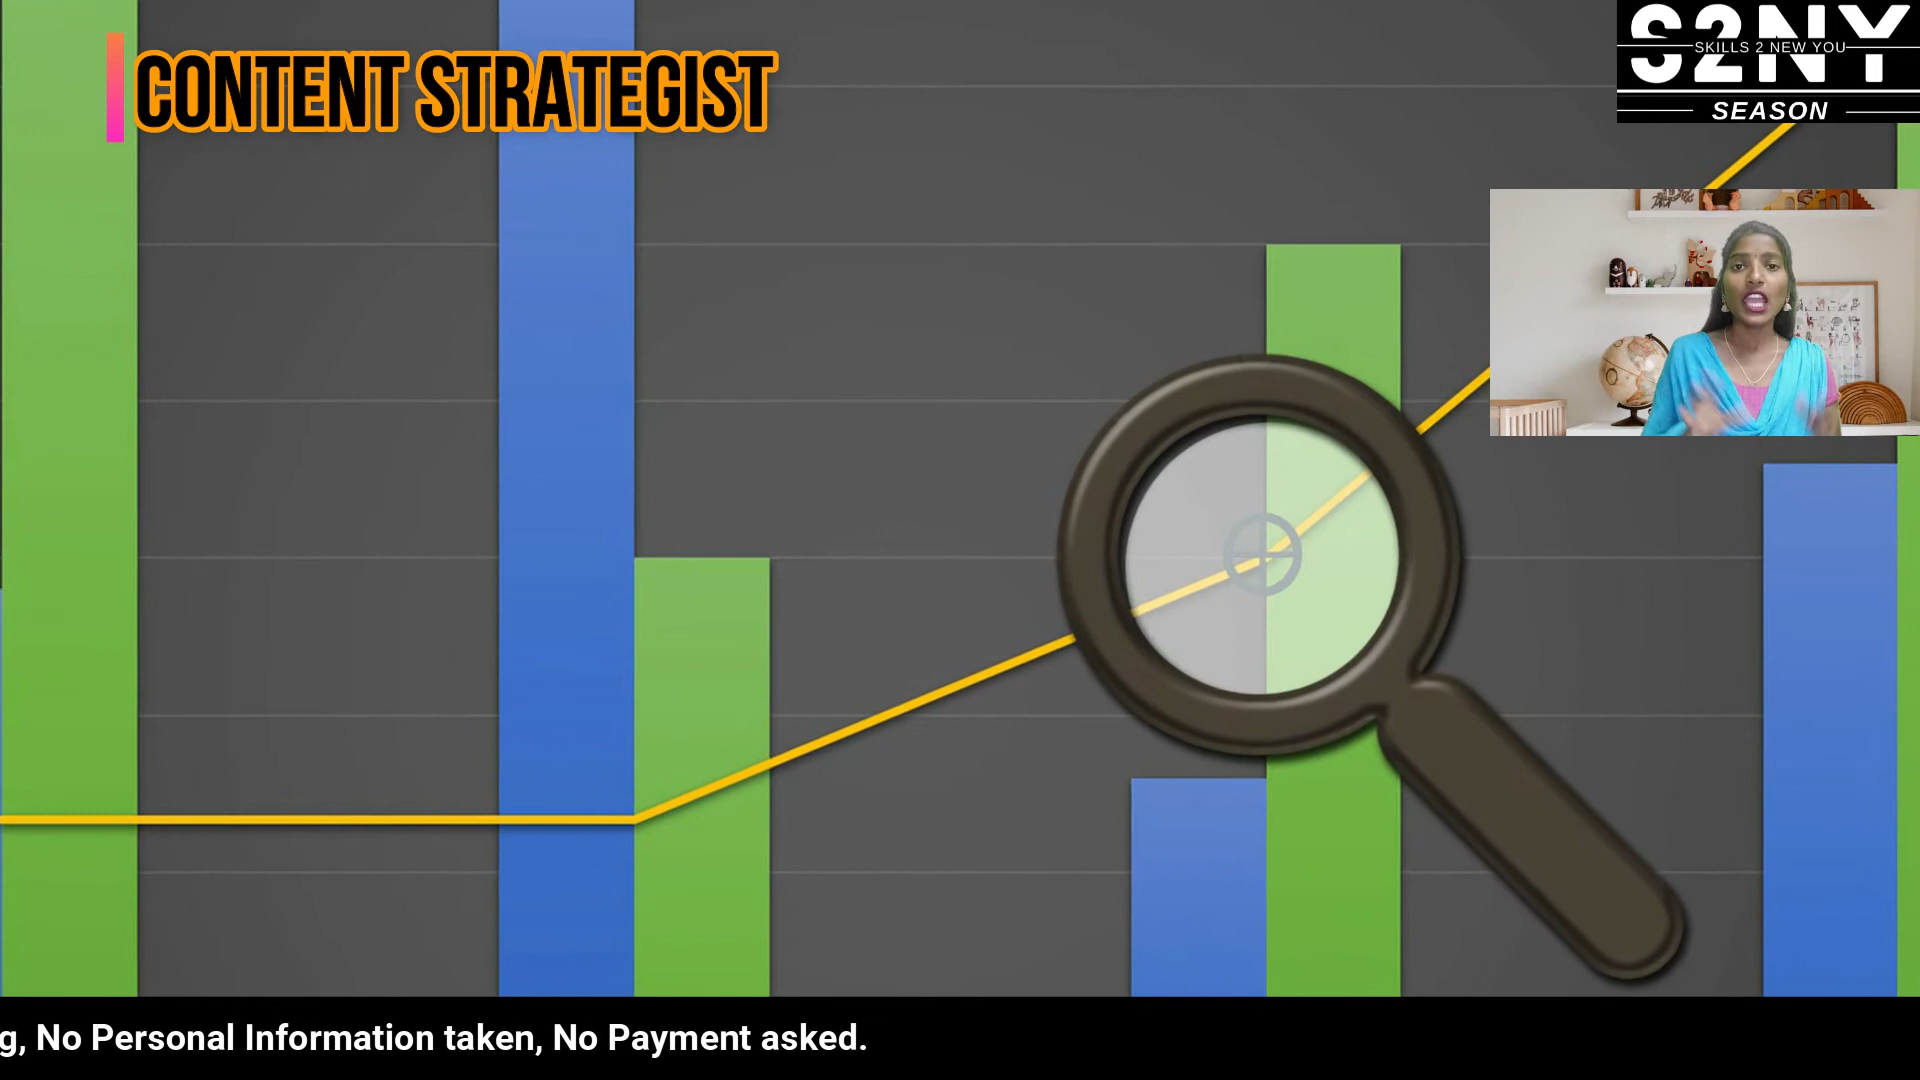 CONTENT STRATEGIST
S2NY
SKILLS 2 NEW YOU
SEASON
g, No Personal Information taken, No Payment asked.